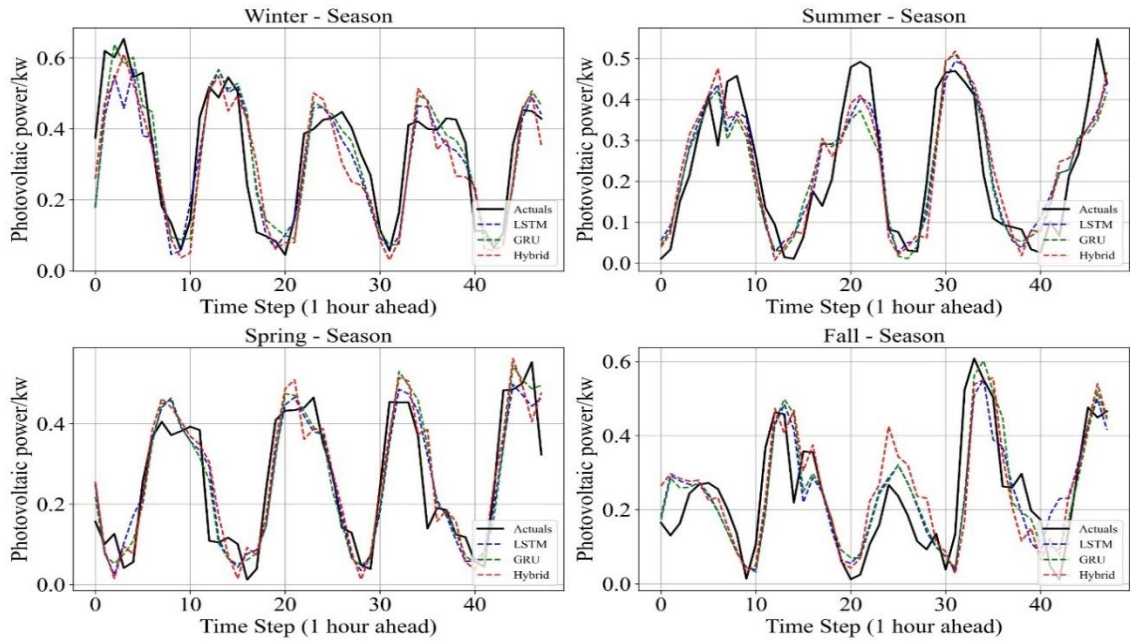 Winter - Season
Photovoltaic power/kw
0.6
0.4
0.2
0.0
Actuals
LSTM
GRU
Hybrid
0 10 20 30 40
Time Step (1 hour ahead)
Summer - Season
Photovoltaic power/kw
0.5
0.4
0.3
0.2
0.1
0.0
Actuals
LSTM
GRU
Hybrid
0 10 20 30 40
Time Step (1 hour ahead)
Spring - Season
Photovoltaic power/kw
0.4
0.2
0.0
Actuals
LSTM
GRU
Hybrid
0 10 20 30 40
Time Step (1 hour ahead)
Fall - Season
Photovoltaic power/kw
0.6
0.4
0.2
0.0
Actuals
LSTM
GRU
Hybrid
0 10 20 30 40
Time Step (1 hour ahead)